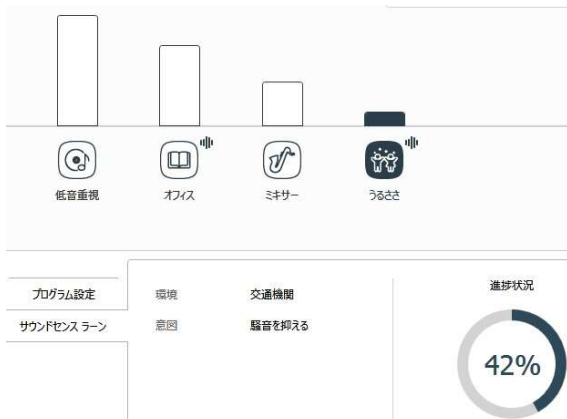 低音重視
オフィス
ミキサー
うるささ
プログラム設定
環境
交通機関
進捗状況
サウンドセンス ラーン
意図
騒音を抑える
42%